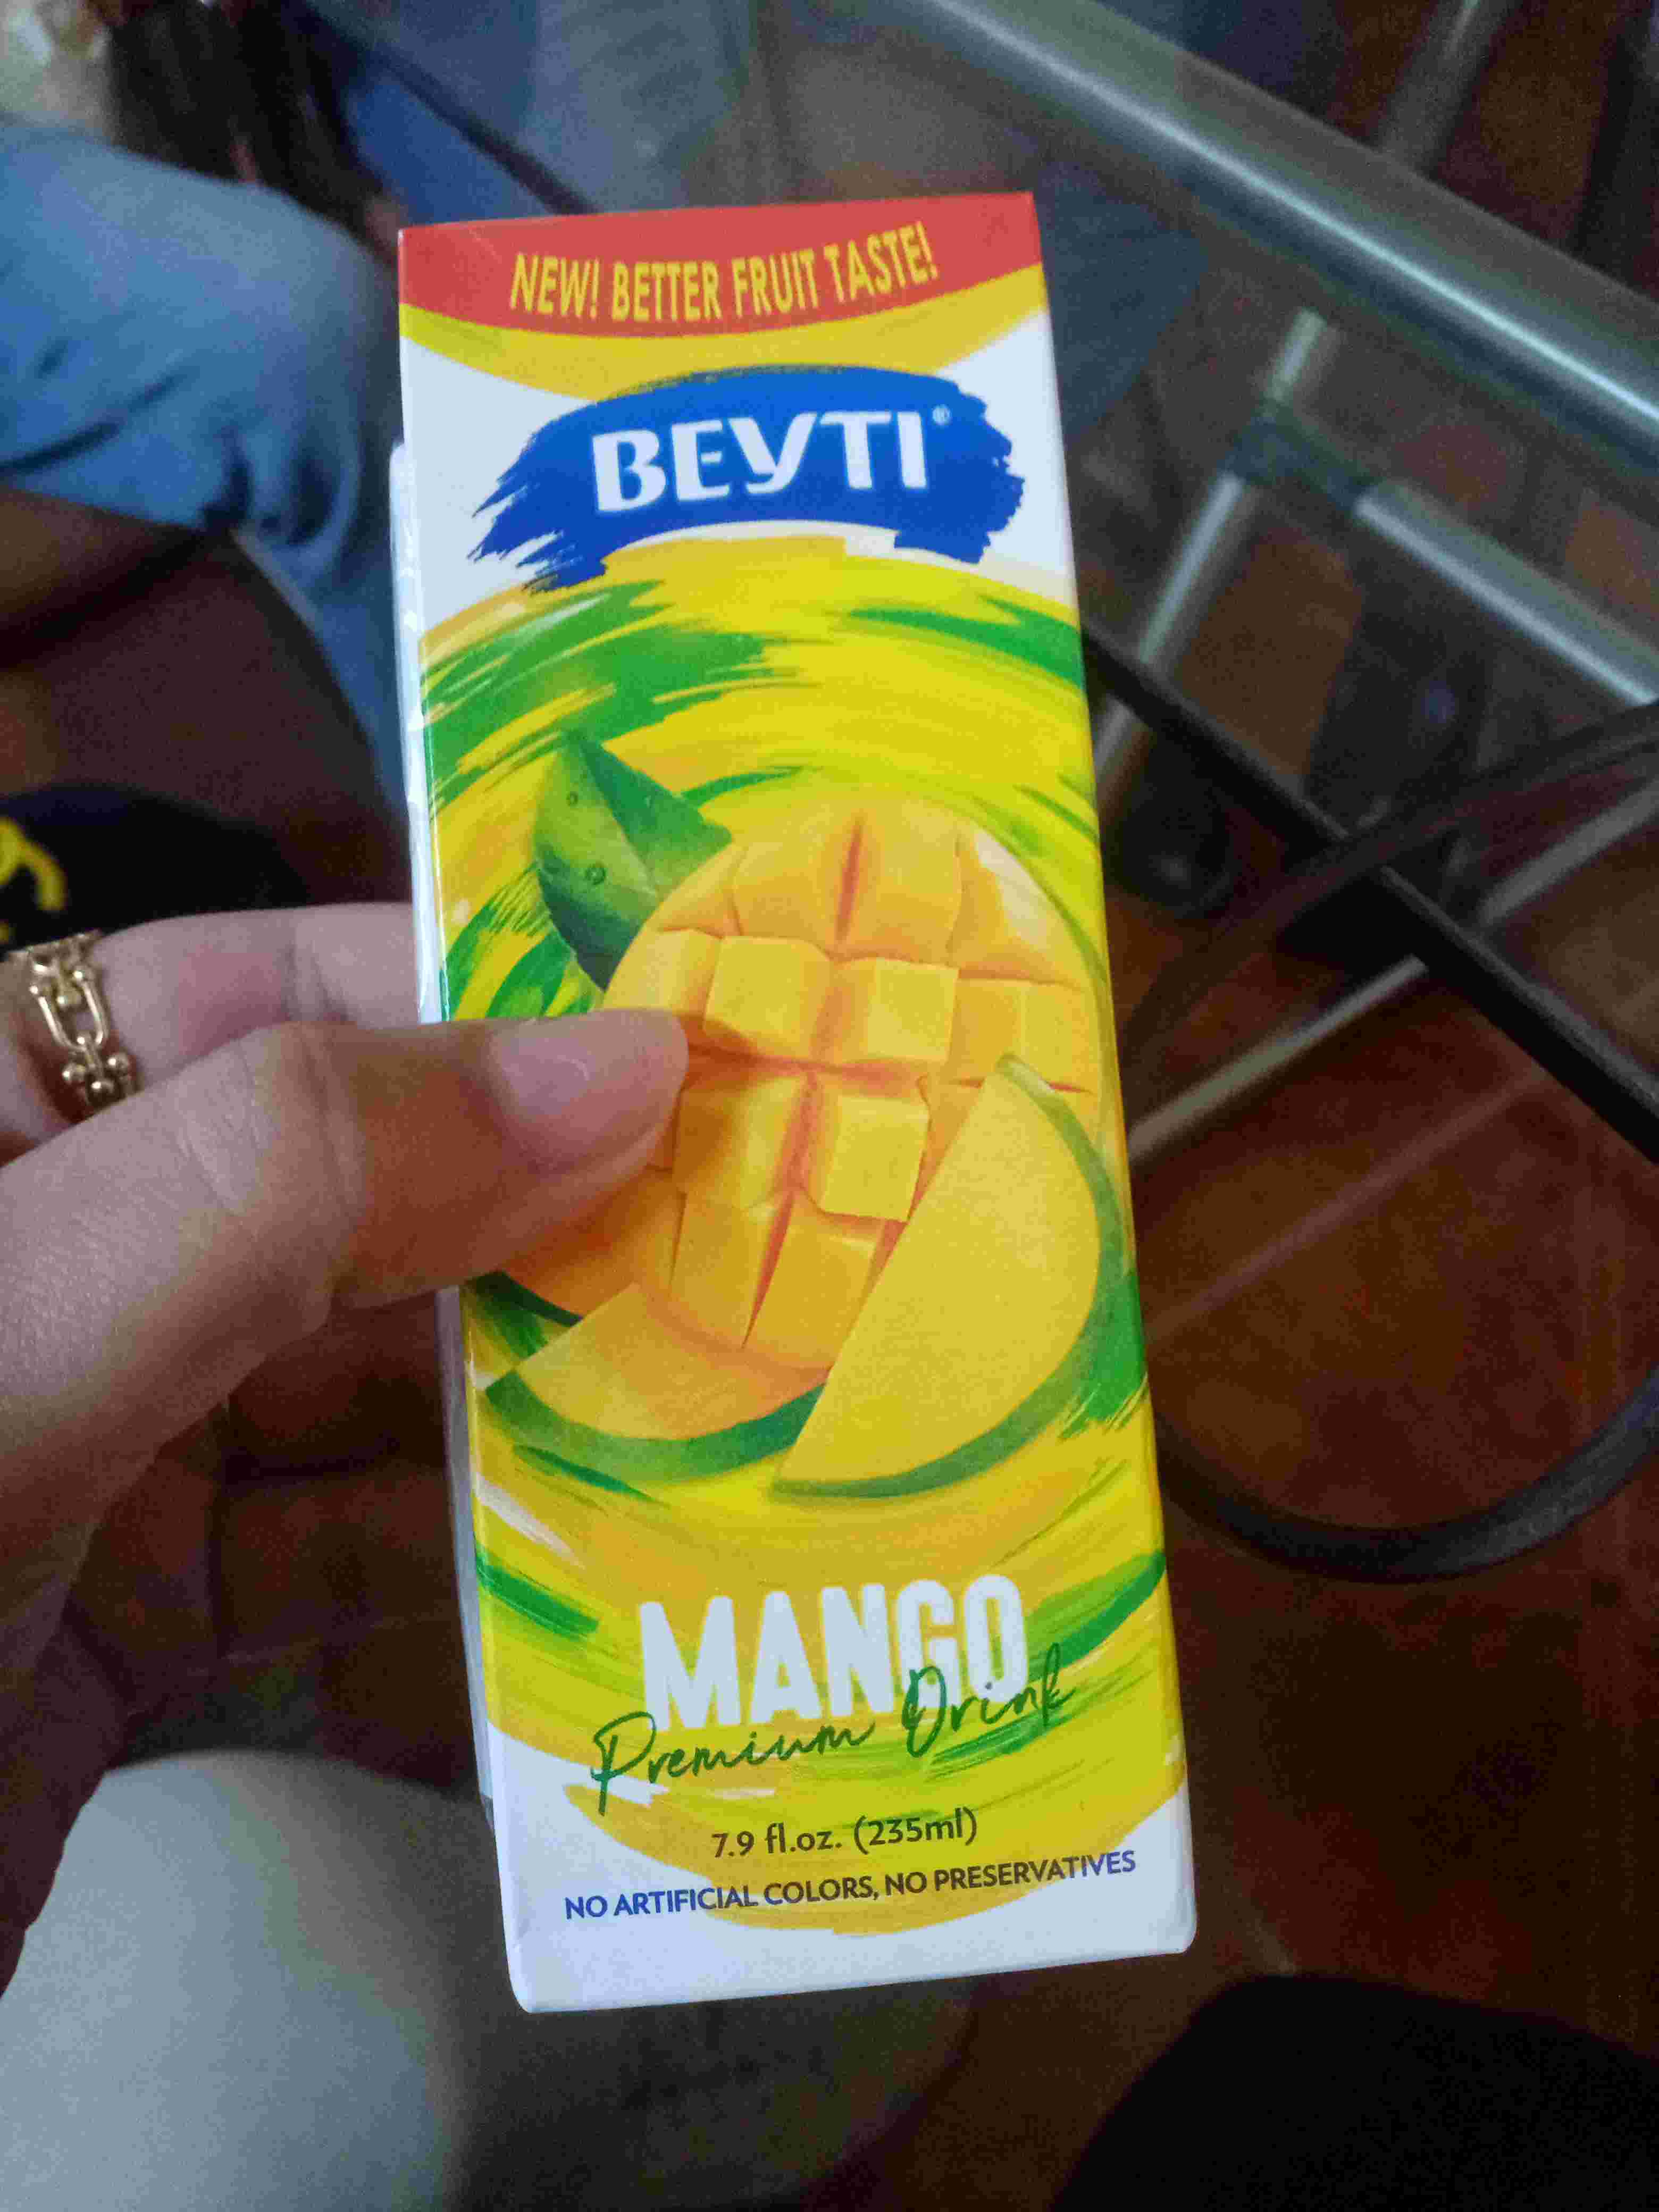 NEW! BETTER FRUIT TASTE!
BEYTI®
MANGO
Premium Drink
7.9 fl.oz. (235ml)
NO ARTIFICIAL COLORS, NO PRESERVATIVES